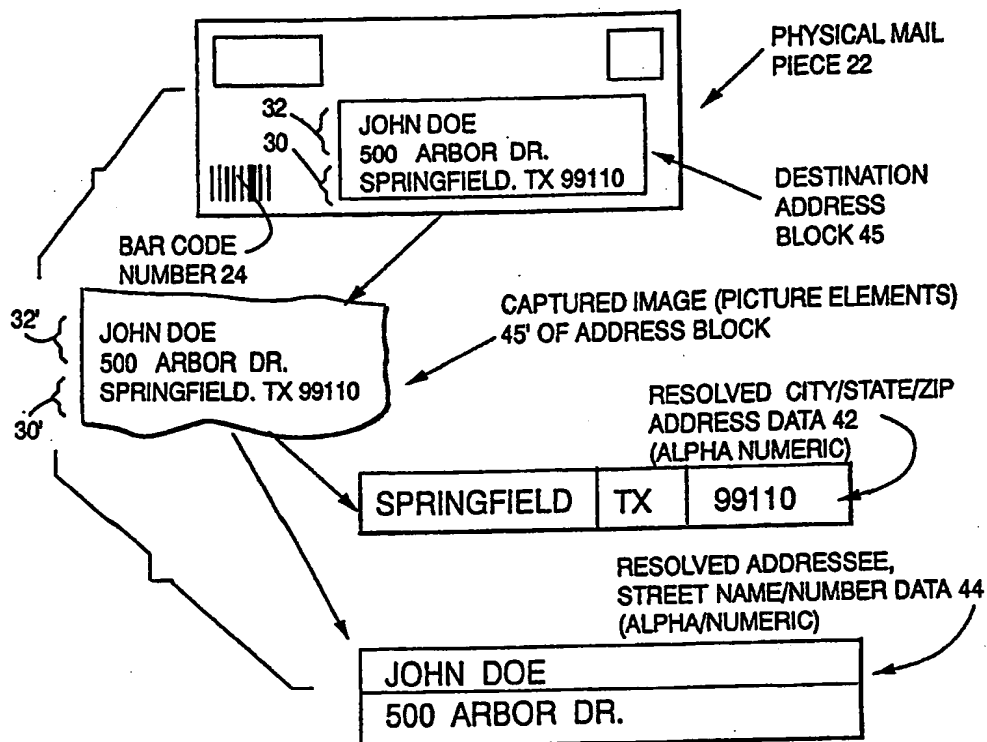 PHYSICAL MAIL
PIECE 22
32
30
JOHN DOE
500 ARBOR DR.
SPRINGFIELD. TX 99110
DESTINATION
ADDRESS
BLOCK 45
BAR CODE
NUMBER 24
32'
30'
JOHN DOE
500 ARBOR DR.
SPRINGFIELD. TX 99110
CAPTURED IMAGE (PICTURE ELEMENTS)
45' OF ADDRESS BLOCK
RESOLVED CITY/STATE/ZIP
ADDRESS DATA 42
(ALPHA NUMERIC)
SPRINGFIELD TX 99110
RESOLVED ADDRESSEE,
STREET NAME/NUMBER DATA 44
(ALPHA/NUMERIC)
JOHN DOE
500 ARBOR DR.